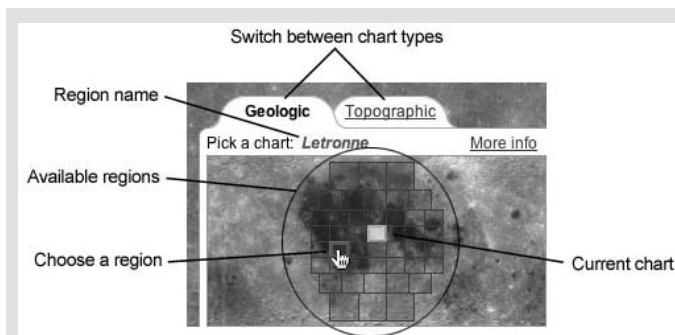 Switch between chart types
Region name
Geologic Topographic
Pick a chart: Letronne More info
Available regions
Choose a region
Current chart